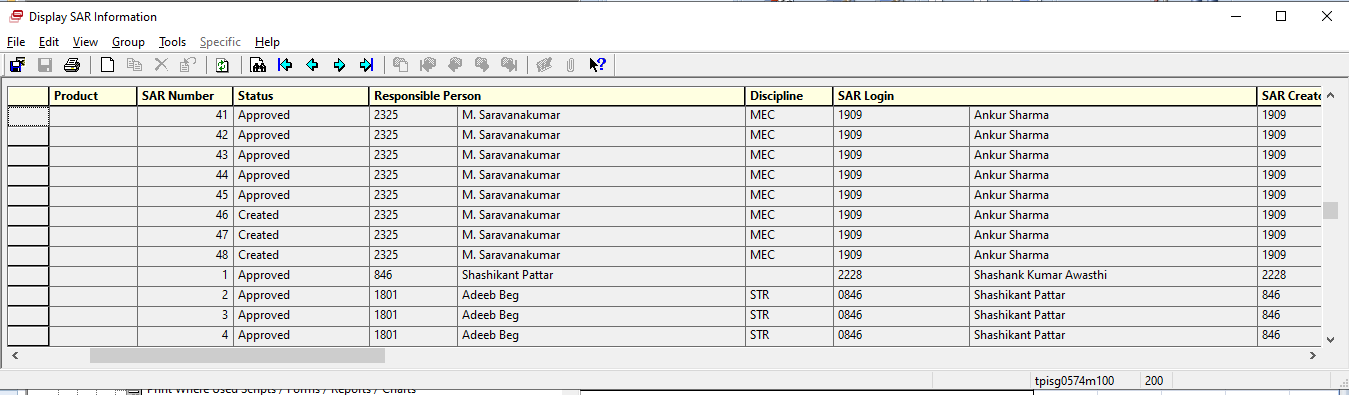 Display SAR Information
File Edit View Group Tools Specific Help
Product SAR Number Status Responsible Person Discipline SAR Login
41 Approved 2325 M. Saravanakumar MEC 1909 Ankur Sharma 1909
42 Approved 2325 M. Saravanakumar MEC 1909 Ankur Sharma 1909
43 Approved 2325 M. Saravanakumar MEC 1909 Ankur Sharma 1909
44 Approved 2325 M. Saravanakumar MEC 1909 Ankur Sharma 1909
45 Approved 2325 M. Saravanakumar MEC 1909 Ankur Sharma 1909
46 Created 2325 M. Saravanakumar MEC 1909 Ankur Sharma 1909
47 Created 2325 M. Saravanakumar MEC 1909 Ankur Sharma 1909
48 Created 2325 M. Saravanakumar MEC 1909 Ankur Sharma 1909
1 Approved 846 Shashikant Pattar 2228 Shashank Kumar Awasthi 2228
2 Approved 1801 Adeeb Beg STR 0846 Shashikant Pattar 846
3 Approved 1801 Adeeb Beg STR 0846 Shashikant Pattar 846
4 Approved 1801 Adeeb Beg STR 0846 Shashikant Pattar 846
tpisg0574m100 200
Print Where Used Scripts / Forms / Reports / Charts